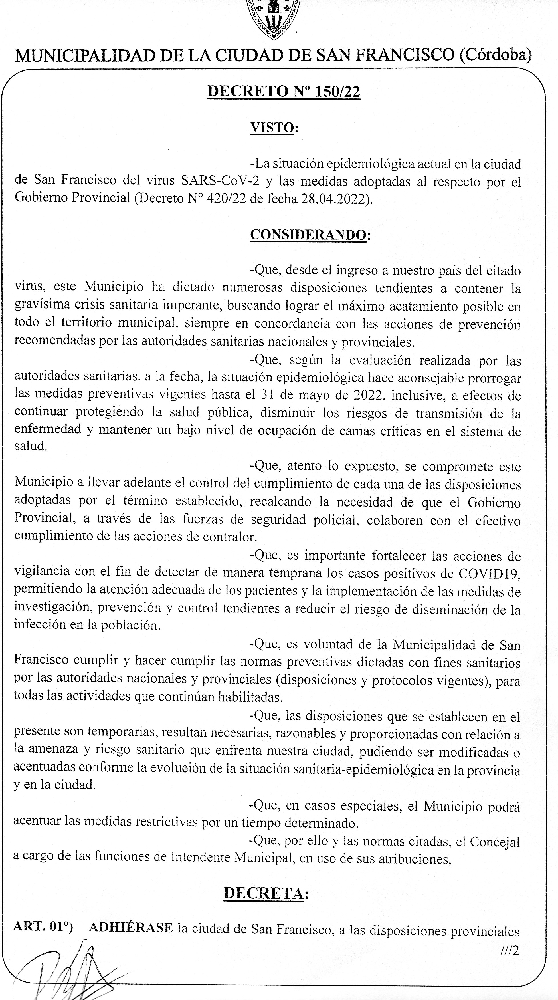 MUNICIPALIDAD DE LA CIUDAD DE SAN FRANCISCO (Córdoba)
DECRETO Nº 150/22
VISTO:
-La situación epidemiológica actual en la ciudad
de San Francisco del virus SARS-CoV-2 y las medidas adoptadas al respecto por el
Gobierno Provincial (Decreto N° 420/22 de fecha 28.04.2022).
CONSIDERANDO:
-Que, desde el ingreso a nuestro país del citado
virus, este Municipio ha dictado numerosas disposiciones tendientes a contener la
gravísima crisis sanitaria imperante, buscando lograr el máximo acatamiento posible en
todo el territorio municipal, siempre en concordancia con las acciones de prevención
recomendadas por las autoridades sanitarias nacionales y provinciales.
-Que, según la evaluación realizada por las
autoridades sanitarias, a la fecha, la situación epidemiológica hace aconsejable prorrogar
las medidas preventivas vigentes hasta el 31 de mayo de 2022, inclusive, a efectos de
continuar protegiendo la salud pública, disminuir los riesgos de transmisión de la
enfermedad y mantener un bajo nivel de ocupación de camas críticas en el sistema de
salud.
-Que, atento lo expuesto, se compromete este
Municipio a llevar adelante el control del cumplimiento de cada una de las disposiciones
adoptadas por el término establecido, recalcando la necesidad de que el Gobierno
Provincial, a través de las fuerzas de seguridad policial, colaboren con el efectivo
cumplimiento de las acciones de contralor.
-Que, es importante fortalecer las acciones de
vigilancia con el fin de detectar de manera temprana los casos positivos de COVID19,
permitiendo la atención adecuada de los pacientes y la implementación de las medidas de
investigación, prevención y control tendientes a reducir el riesgo de diseminación de la
infección en la población.
-Que, es voluntad de la Municipalidad de San
Francisco cumplir y hacer cumplir las normas preventivas dictadas con fines sanitarios
por las autoridades nacionales y provinciales (disposiciones y protocolos vigentes), para
todas las actividades que continúan habilitadas.
-Que, las disposiciones que se establecen en el
presente son temporarias, resultan necesarias, razonables y proporcionadas con relación a
la amenaza y riesgo sanitario que enfrenta nuestra ciudad, pudiendo ser modificadas o
acentuadas conforme la evolución de la situación sanitaria-epidemiológica en la provincia
y en la ciudad.
-Que, en casos especiales, el Municipio podrá
acentuar las medidas restrictivas por un tiempo determinado.
-Que, por ello y las normas citadas, el Concejal
a cargo de las funciones de Intendente Municipal, en uso de sus atribuciones,
DECRETA:
ART. 01º) ADHIÉRASE la ciudad de San Francisco, a las disposiciones provinciales
///2